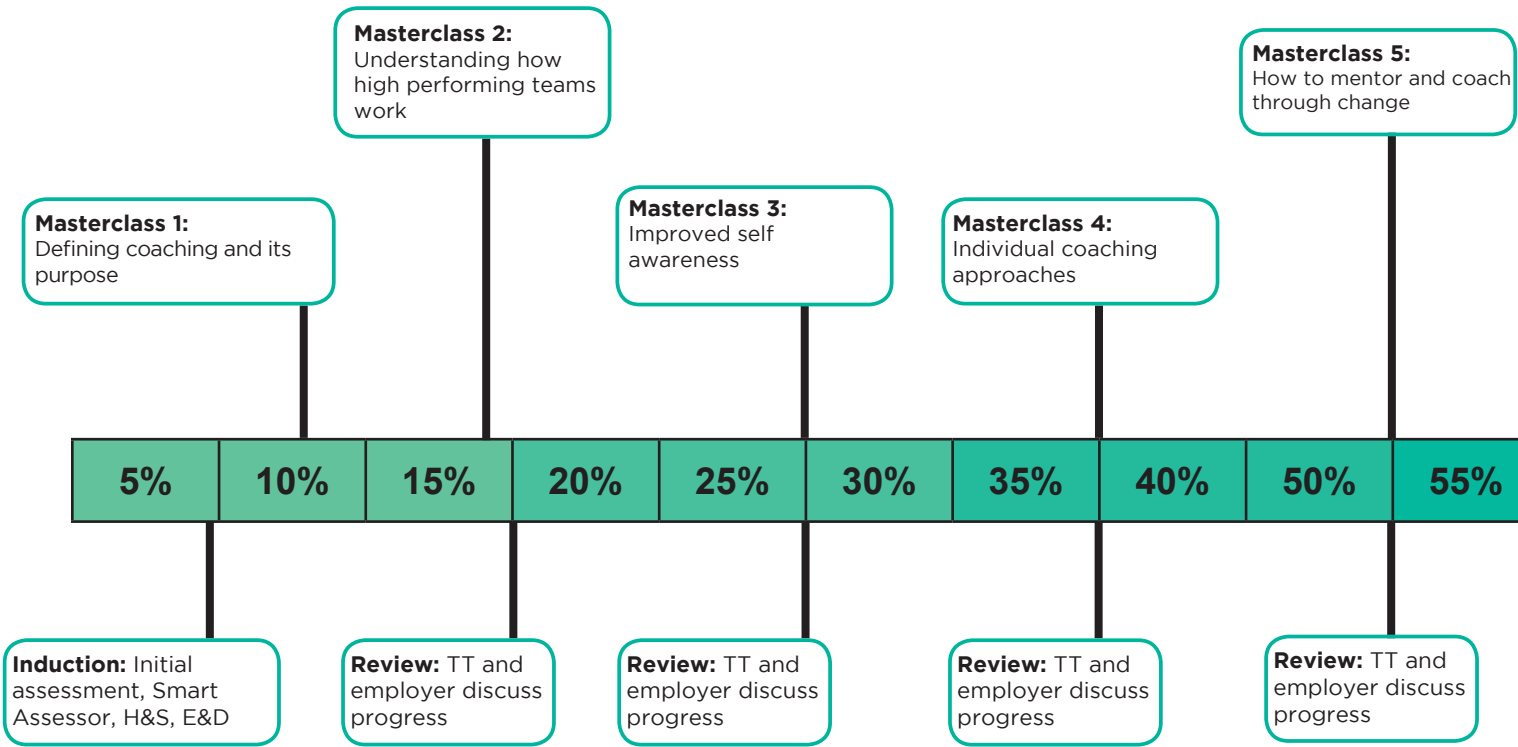 Masterclass 1:
Defining coaching and its
purpose
Masterclass 2:
Understanding how
high performing teams
work
Masterclass 3:
Improved self
awareness
Masterclass 4:
Individual coaching
approaches
Masterclass 5:
How to mentor and coach
through change
5% 10% 15% 20% 25% 30% 35% 40% 50% 55%
Induction: Initial
assessment, Smart
Assessor, H&S, E&D
Review: TT and
employer discuss
progress
Review: TT and
employer discuss
progress
Review: TT and
employer discuss
progress
Review: TT and
employer discuss
progress